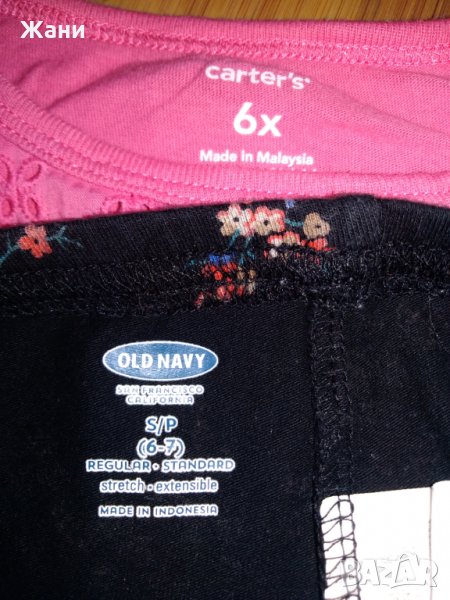 Жани
carter's
6x
Made in Malaysia
OLD NAVY
SAN FRANCISCO
CALIFORNIA
S/P
(6-7)
REGULAR • STANDARD
stretch • extensible
MADE IN INDONESIA
BAZAR